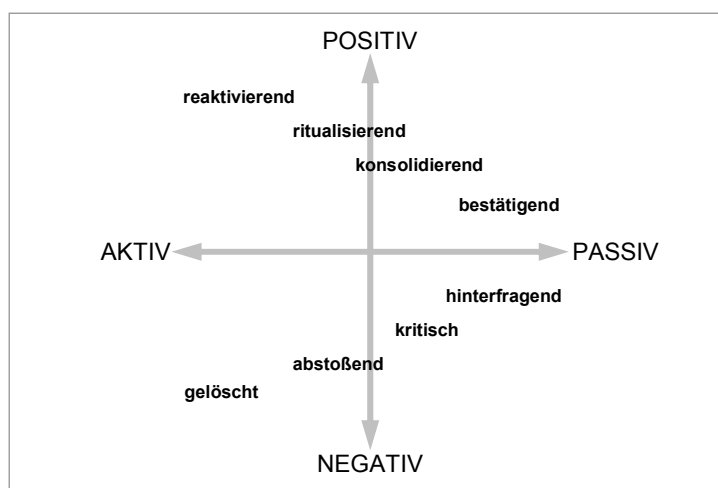 POSITIV
reaktivierend
ritualisierend
konsolidierend
bestätigend
AKTIV
PASSIV
hinterfragend
kritisch
abstoßend
gelöscht
NEGATIV